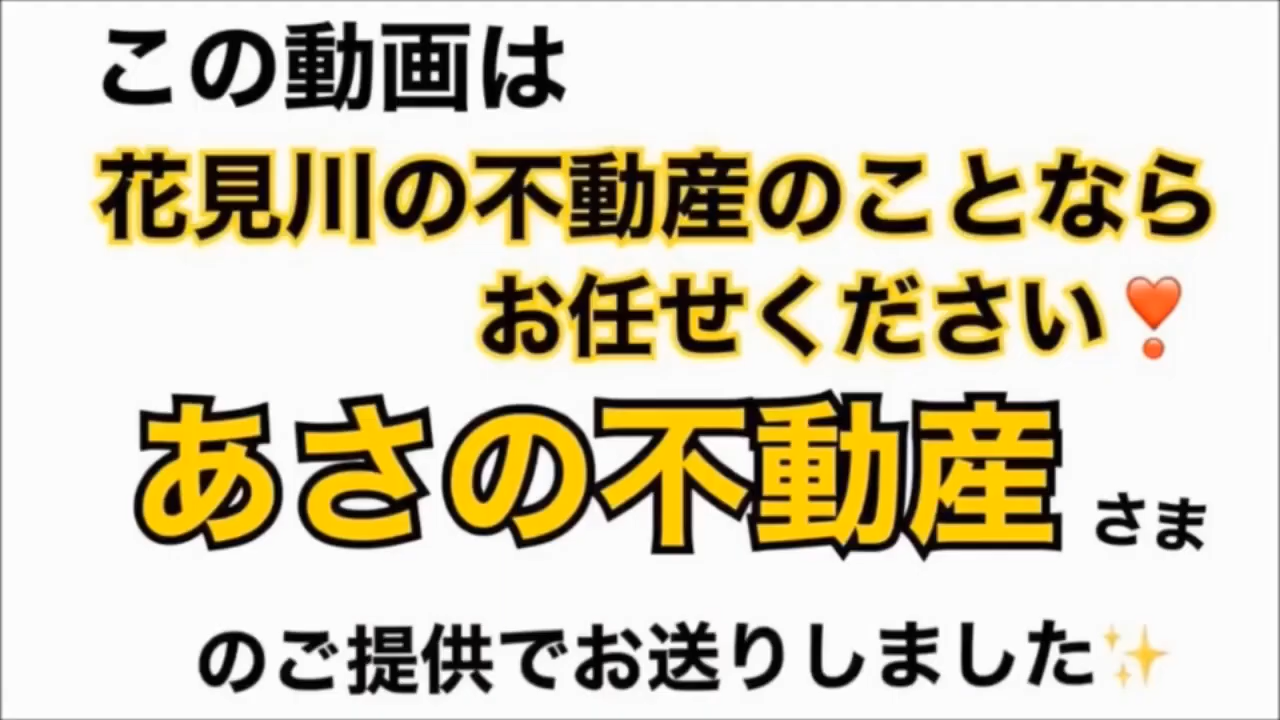 この動画は
花見川の不動産のことなら
お任せください❣️
あさの不動産 さま
のご提供でお送りしました✨